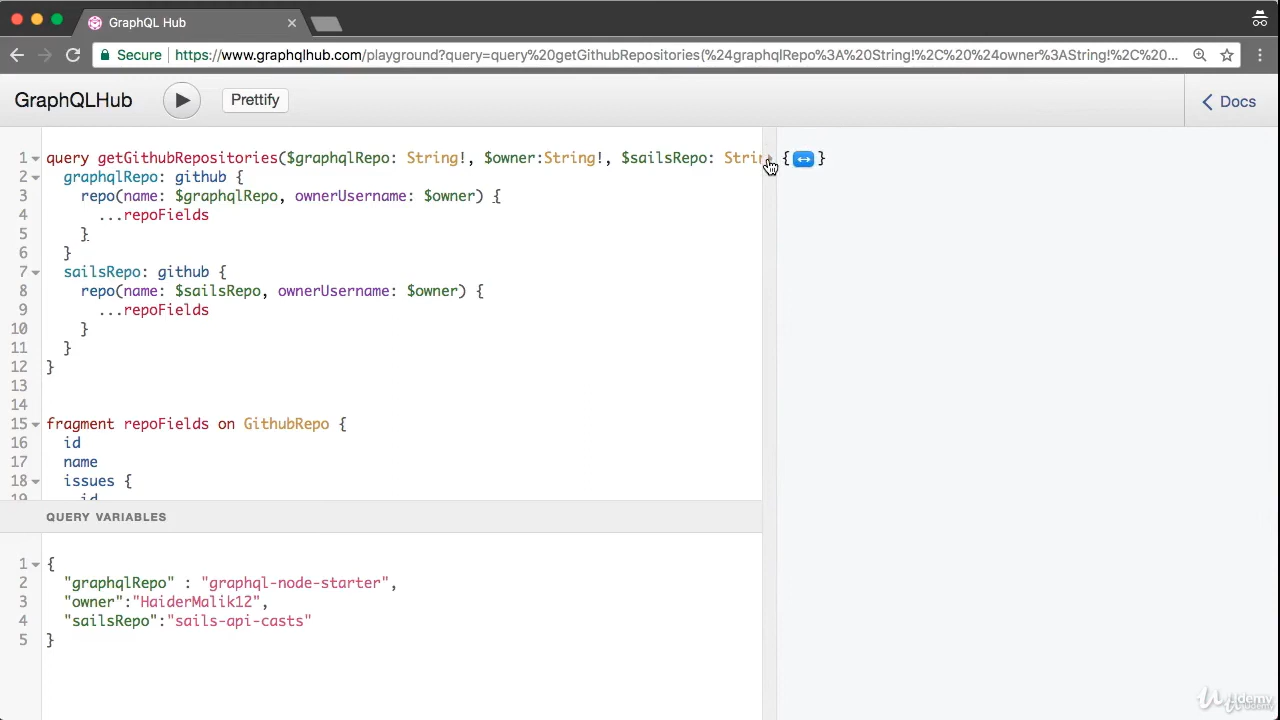 GraphQL Hub
Secure https://www.graphqlhub.com/playground?query=query%20getGithubRepositories(%24graphqlRepo%3A%20String!%2C%20%24owner%3AString!%2C%20...
GraphQLHub
Prettify
Docs
1 query getGithubRepositories($graphqlRepo: String!, $owner:String!, $sailsRepo: Strin
2 graphqlRepo: github {
3 repo(name: $graphqlRepo, ownerUsername: $owner) {
4 ...repoFields
5 }
6 }
7 sailsRepo: github {
8 repo(name: $sailsRepo, ownerUsername: $owner) {
9 ...repoFields
10 }
11 }
12 }
13
14
15 fragment repoFields on GithubRepo {
16 id
17 name
18 issues {
19 id
{ ↔ }
QUERY VARIABLES
1 {
2 "graphqlRepo" : "graphql-node-starter",
3 "owner":"HaiderMalik12",
4 "sailsRepo":"sails-api-casts"
5 }
Udemy